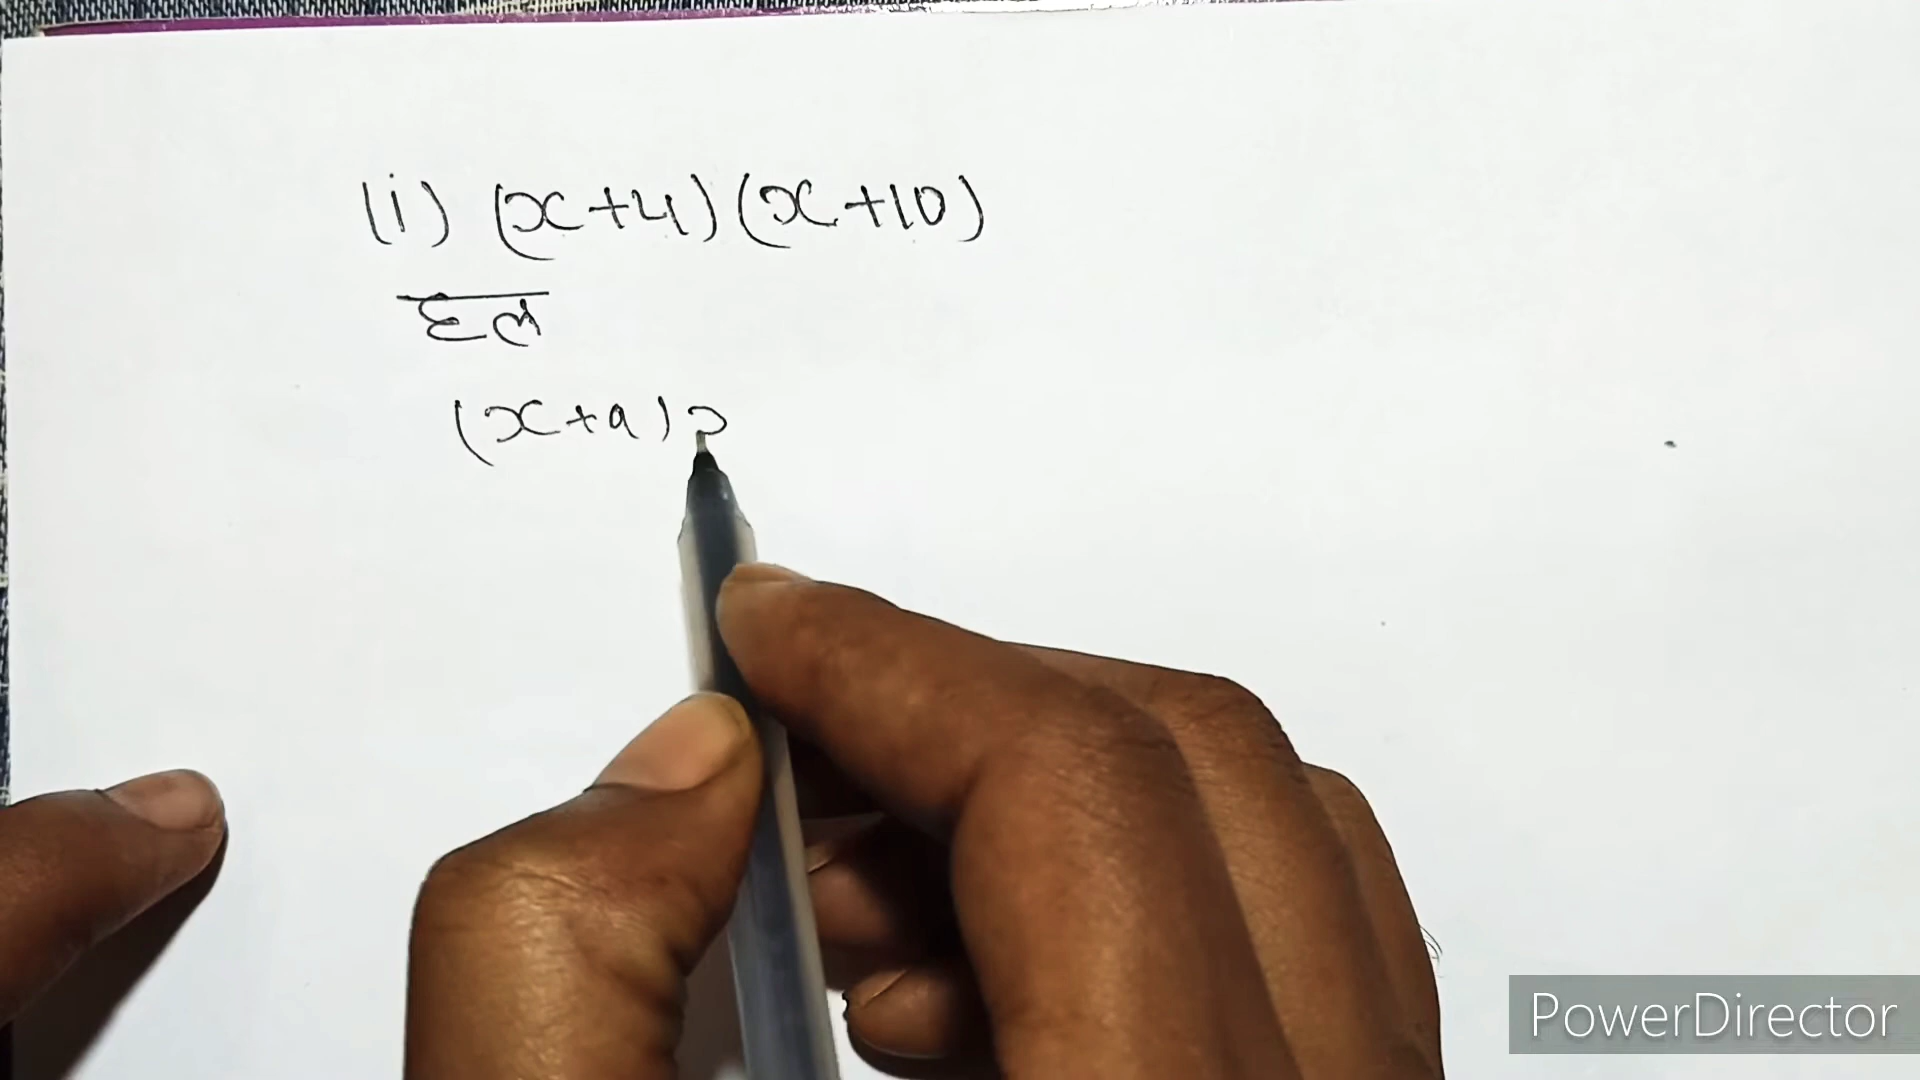 (i) (x+4)(x+10)
हल
(x+a)
PowerDirector